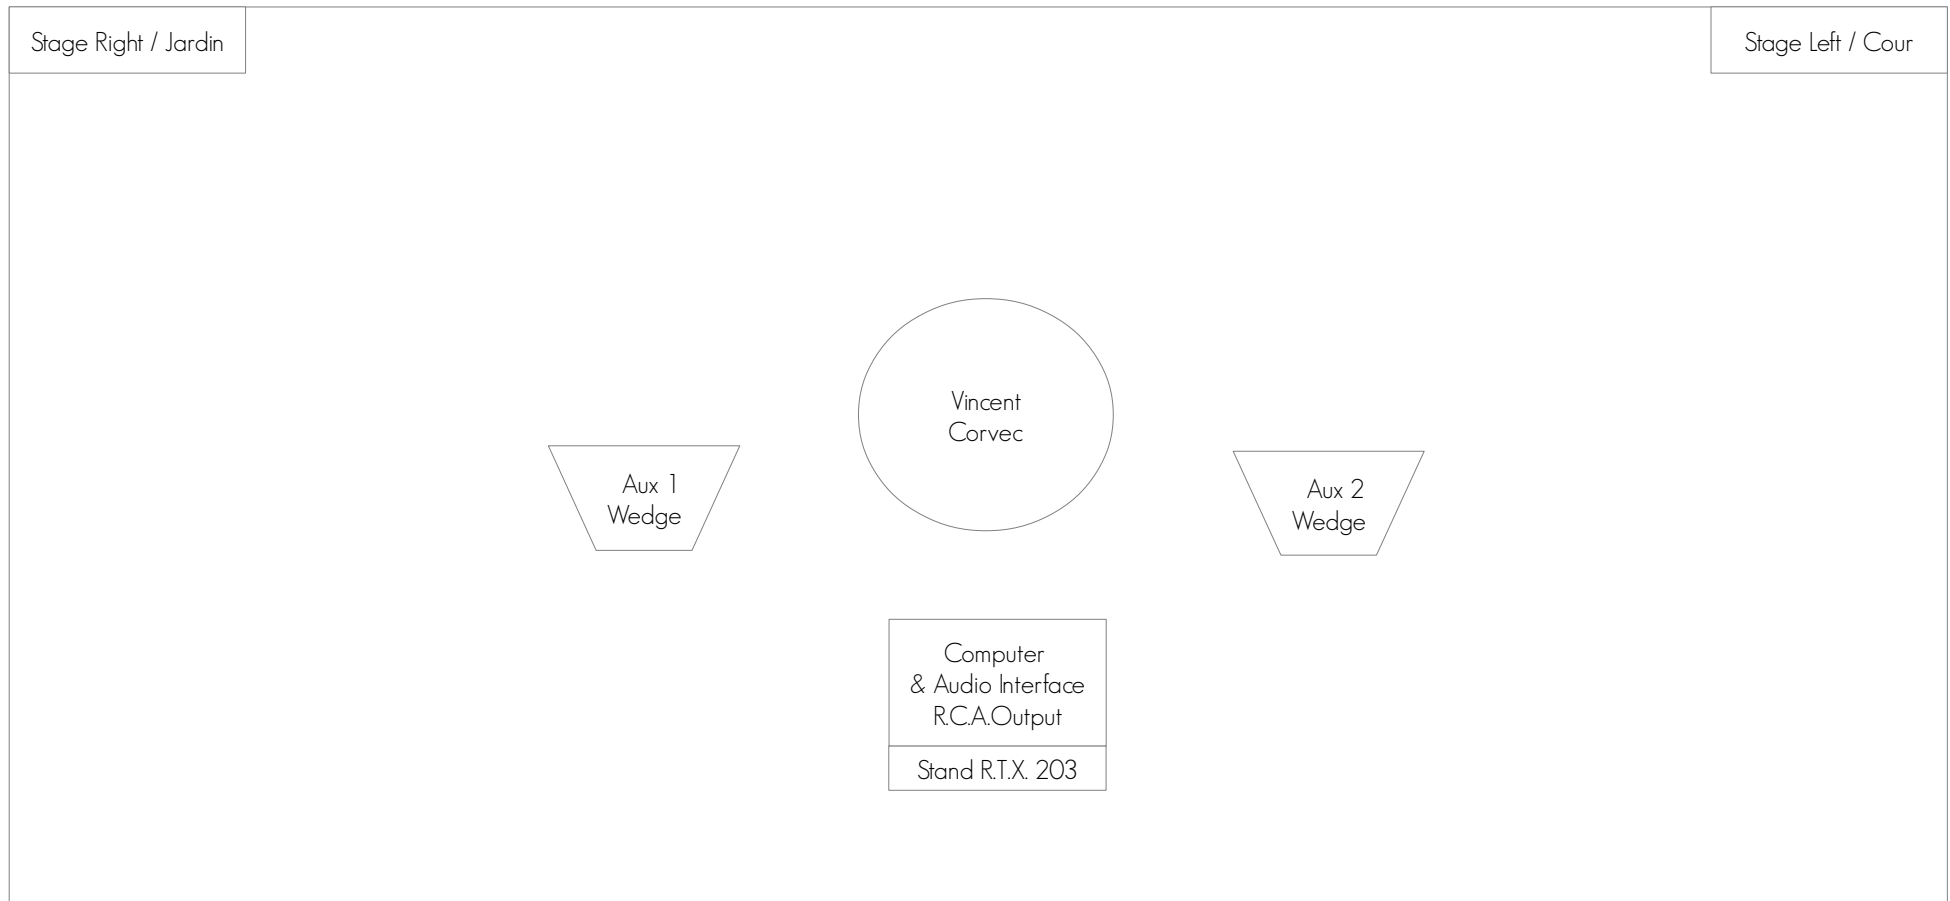 Stage Right / Jardin
Stage Left / Cour
Vincent
Corvec
Aux 1
Wedge
Aux 2
Wedge
Computer
& Audio Interface
R.C.A.Output
Stand R.T.X. 203